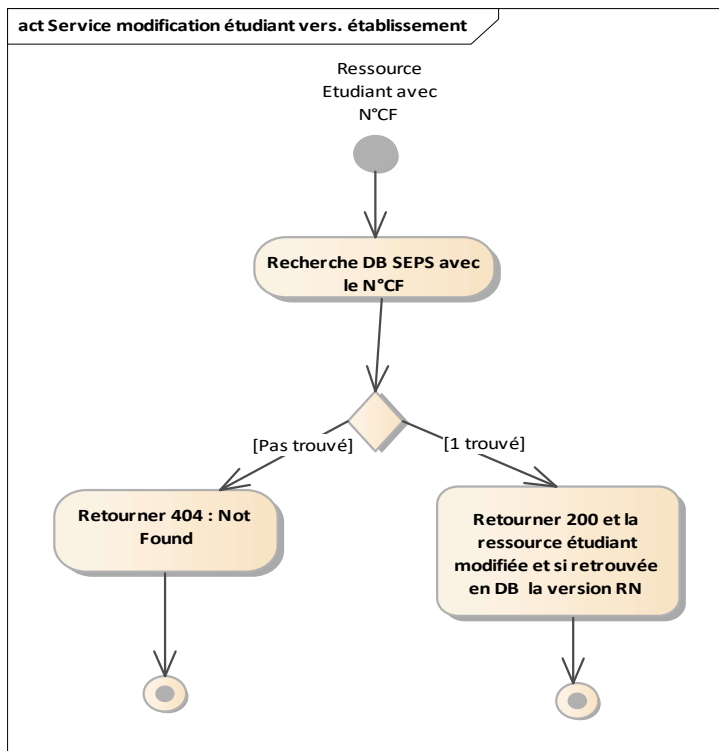 act Service modification étudiant vers. établissement
Ressource
Etudiant avec
N°CF
Recherche DB SEPS avec
le N°CF
[Pas trouvé]
[1 trouvé]
Retourner 404 : Not
Found
Retourner 200 et la
ressource étudiant
modifiée et si retrouvée
en DB  la version RN